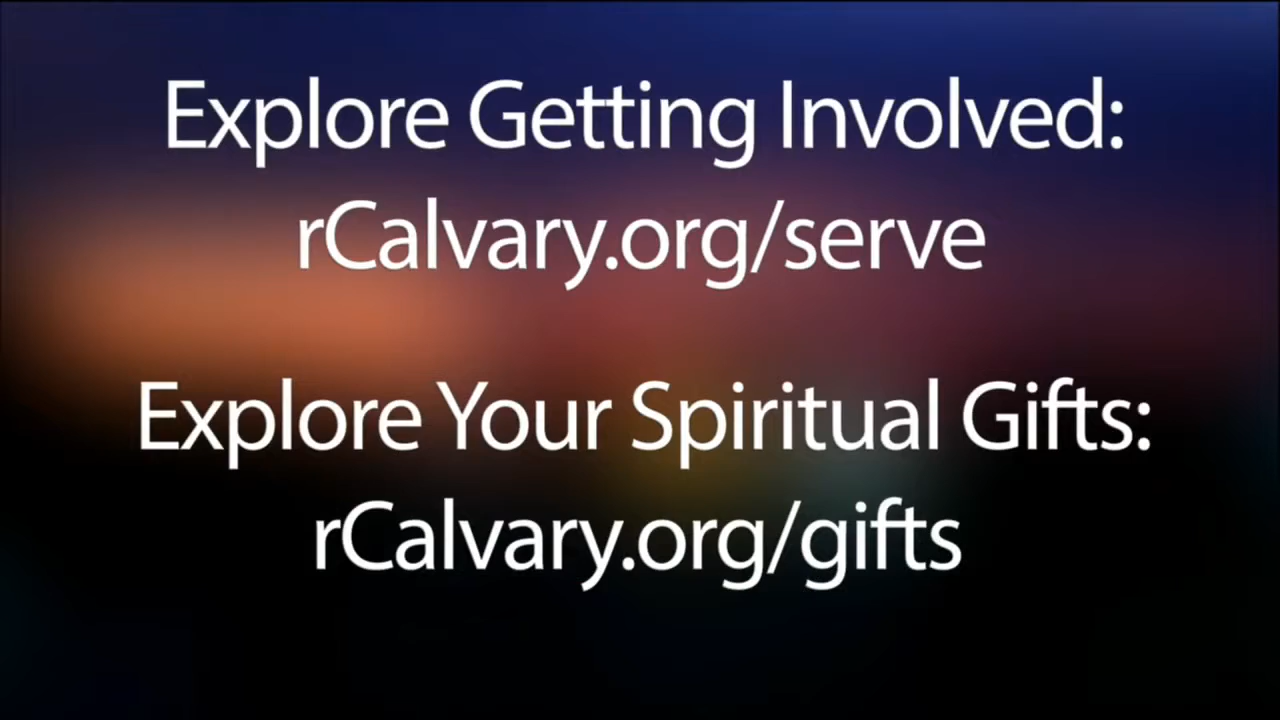 Explore Getting Involved:
rCalvary.org/serve
Explore Your Spiritual Gifts:
rCalvary.org/gifts